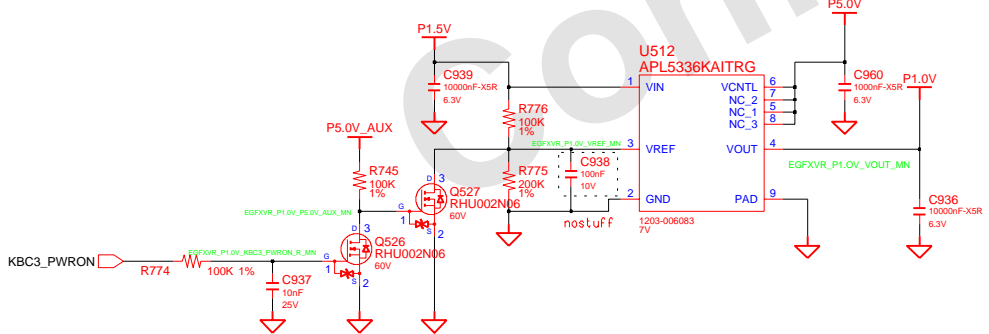 P5.0V
P1.5V
U512
APL5336KAITRG
C939
10000nF-X5R
6.3V
1 VIN
VCNTL 6
NC_2 7
NC_1 5
NC_3 8
C960
10000nF-X5R
6.3V
P1.0V
R776
100K
1%
P5.0V_AUX
EGFXVR_P1.0V_VREF_MN
3 VREF
VOUT 4
EGFXVR_P1.0V_VOUT_MN
R745
100K
1%
D 3
Q527
RHU002N06
60V
R775
200K
1%
C938
100nF
10V
nostuff
2 GND
PAD 9
1203-006083
7V
C936
10000nF-X5R
6.3V
EGFXVR_P1.0V_P5.0V_AUX_MN
G
1
S
2
D 3
Q526
RHU002N06
60V
EGFXVR_P1.0V_KBC3_PWRON_R_MN
G
1
S
2
KBC3_PWRON
R774
100K 1%
C937
10nF
25V
Com